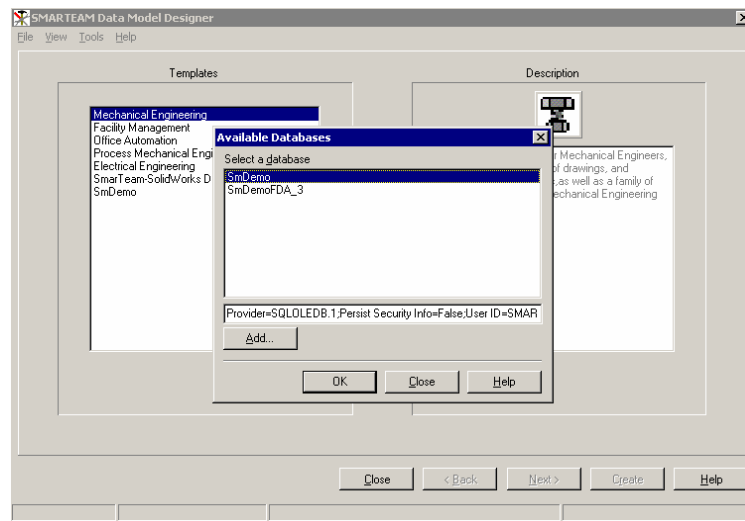 SMARTEAM Data Model Designer
File View Tools Help
Templates
Description
Mechanical Engineering
Facility Management
Office Automation
Process Mechanical Engi
Electrical Engineering
SmarTeam-SolidWorks D
SmDemo
Mechanical Engineers,
of drawings, and
as well as a family of
echanical Engineering
Available Databases
Select a database
SmDemo
SmDemoFDA_3
Provider=SQLOLEDB.1;Persist Security Info=False;User ID=SMAR
Add...
OK Close Help
Close < Back Next > Create Help